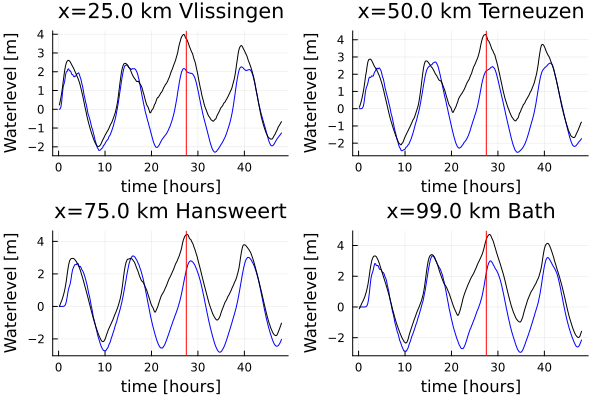 x=25.0 km Vlissingen
Waterlevel [m]
4
3
2
1
0
−1
−2
0 10 20 30 40
time [hours]
x=50.0 km Terneuzen
Waterlevel [m]
4
3
2
1
0
−1
−2
0 10 20 30 40
time [hours]
x=75.0 km Hansweert
Waterlevel [m]
4
2
0
−2
0 10 20 30 40
time [hours]
x=99.0 km Bath
Waterlevel [m]
4
2
0
−2
0 10 20 30 40
time [hours]